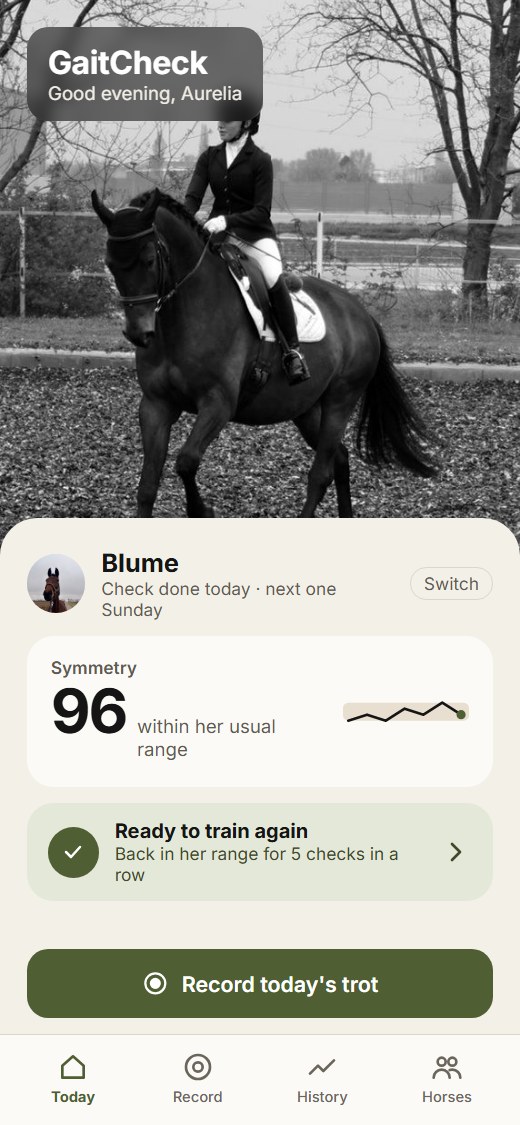 GaitCheck
Good evening, Aurelia
Blume
Check done today · next one
Sunday
Switch
Symmetry
96 within her usual
range
Ready to train again
Back in her range for 5 checks in a
row
Record today's trot
Today
Record
History
Horses